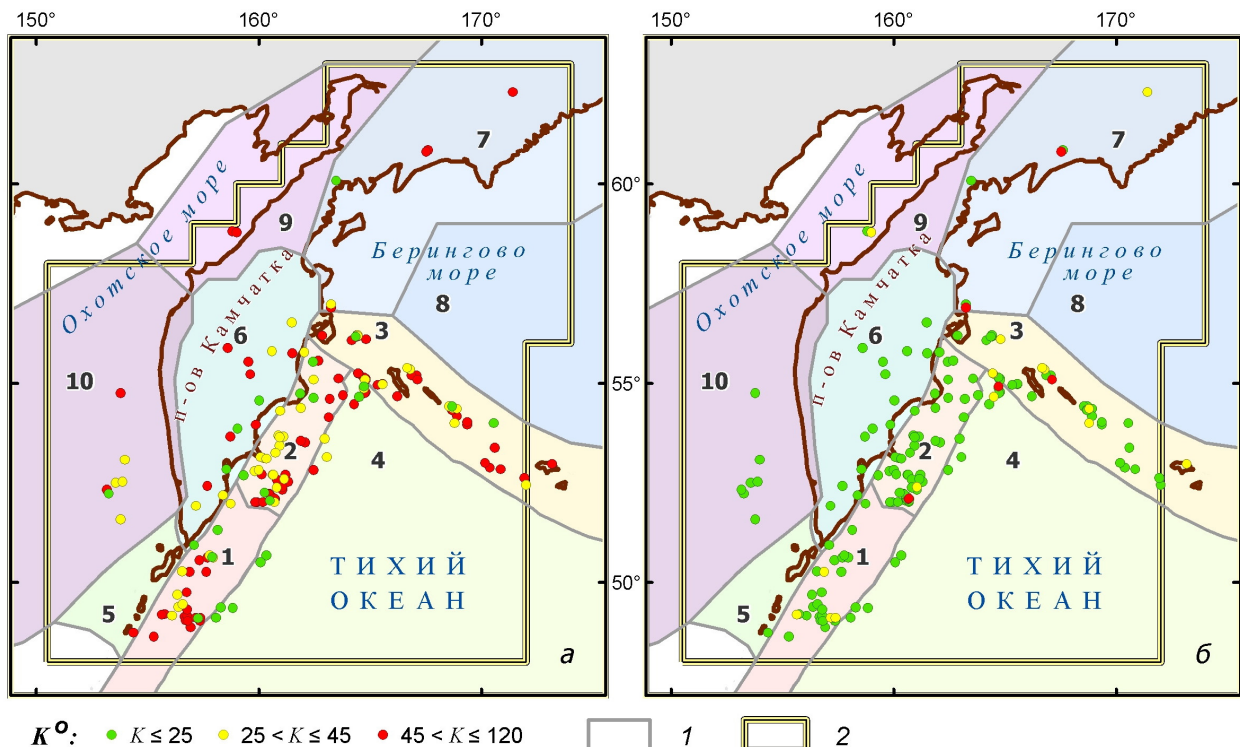 150° 160° 170° 150° 160° 170°
7 7
60° 60°
Охотское море Охотское море
9 9
Берингово Берингово
море море
п-ов Камчатка п-ов Камчатка
8 8
6 3 6 3
10 10
55° 55°
2 4 2 4
1 1
ТИХИЙ ТИХИЙ
ОКЕАН ОКЕАН
50° 50°
5 5
а б
K°: K ≤ 25 25 < K ≤ 45 45 < K ≤ 120 1 2